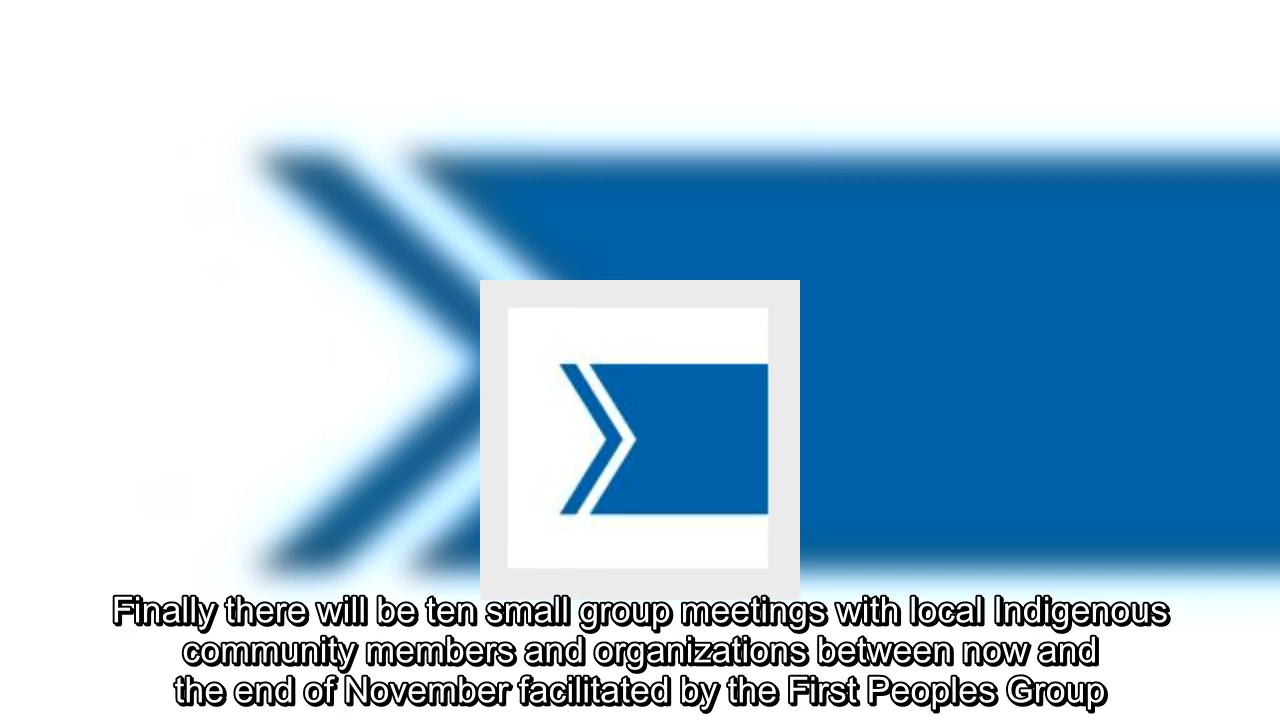 Finally there will be ten small group meetings with local Indigenous
community members and organizations between now and
the end of November facilitated by the First Peoples Group